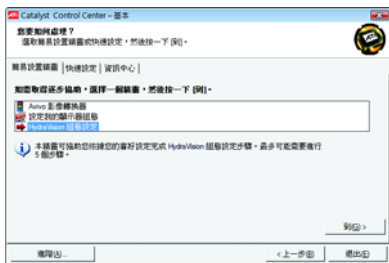 ATI Catalyst Control Center－基本
您要如何處理？
選取簡易設置精靈或快速設定，然後按一下 [到]。
簡易設置精靈 快速設定 資訊中心
如需取得逐步協助，選擇一個精靈，然後按一下 [到]。
Avivo 影像轉換器
設定我的顯示器組態
HydraVision 組態設定
本精靈可協助您依據您的喜好設定完成 HydraVision 組態設定步驟。最多可能需要進行
5 個步驟。
到(G) >
進階(A)... <上一步(B) 退出(E)